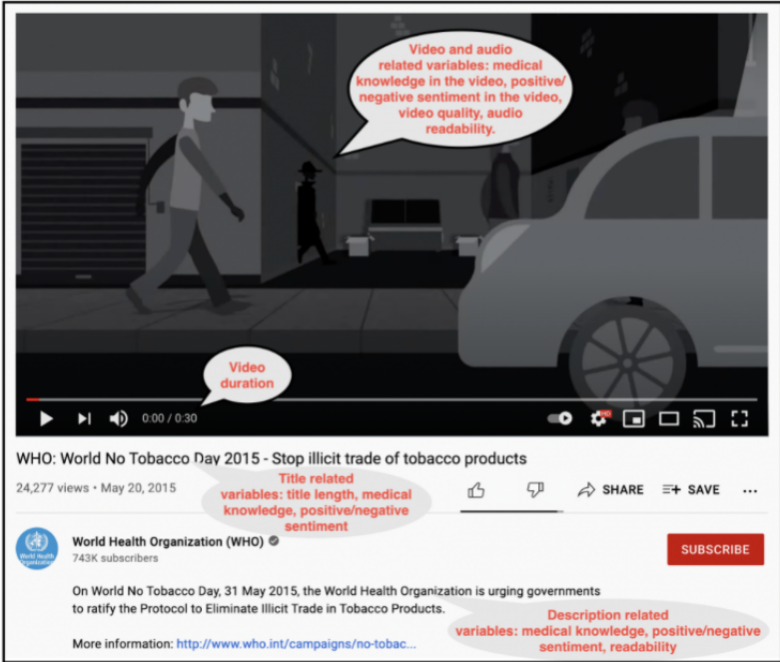 Video and audio
related variables: medical
knowledge in the video, positive/
negative sentiment in the video,
video quality, audio
readability.
Video
duration
0:00 / 0:30
HD
WHO: World No Tobacco Day 2015 - Stop illicit trade of tobacco products
24,277 views • May 20, 2015
Title related
variables: title length, medical
knowledge, positive/negative
sentiment
SHARE
SAVE
...
World Health
Organization
World Health Organization (WHO)
743K subscribers
SUBSCRIBE
On World No Tobacco Day, 31 May 2015, the World Health Organization is urging governments
to ratify the Protocol to Eliminate Illicit Trade in Tobacco Products.
Description related
variables: medical knowledge, positive/negative
sentiment, readability
More information: http://www.who.int/campaigns/no-tobac...